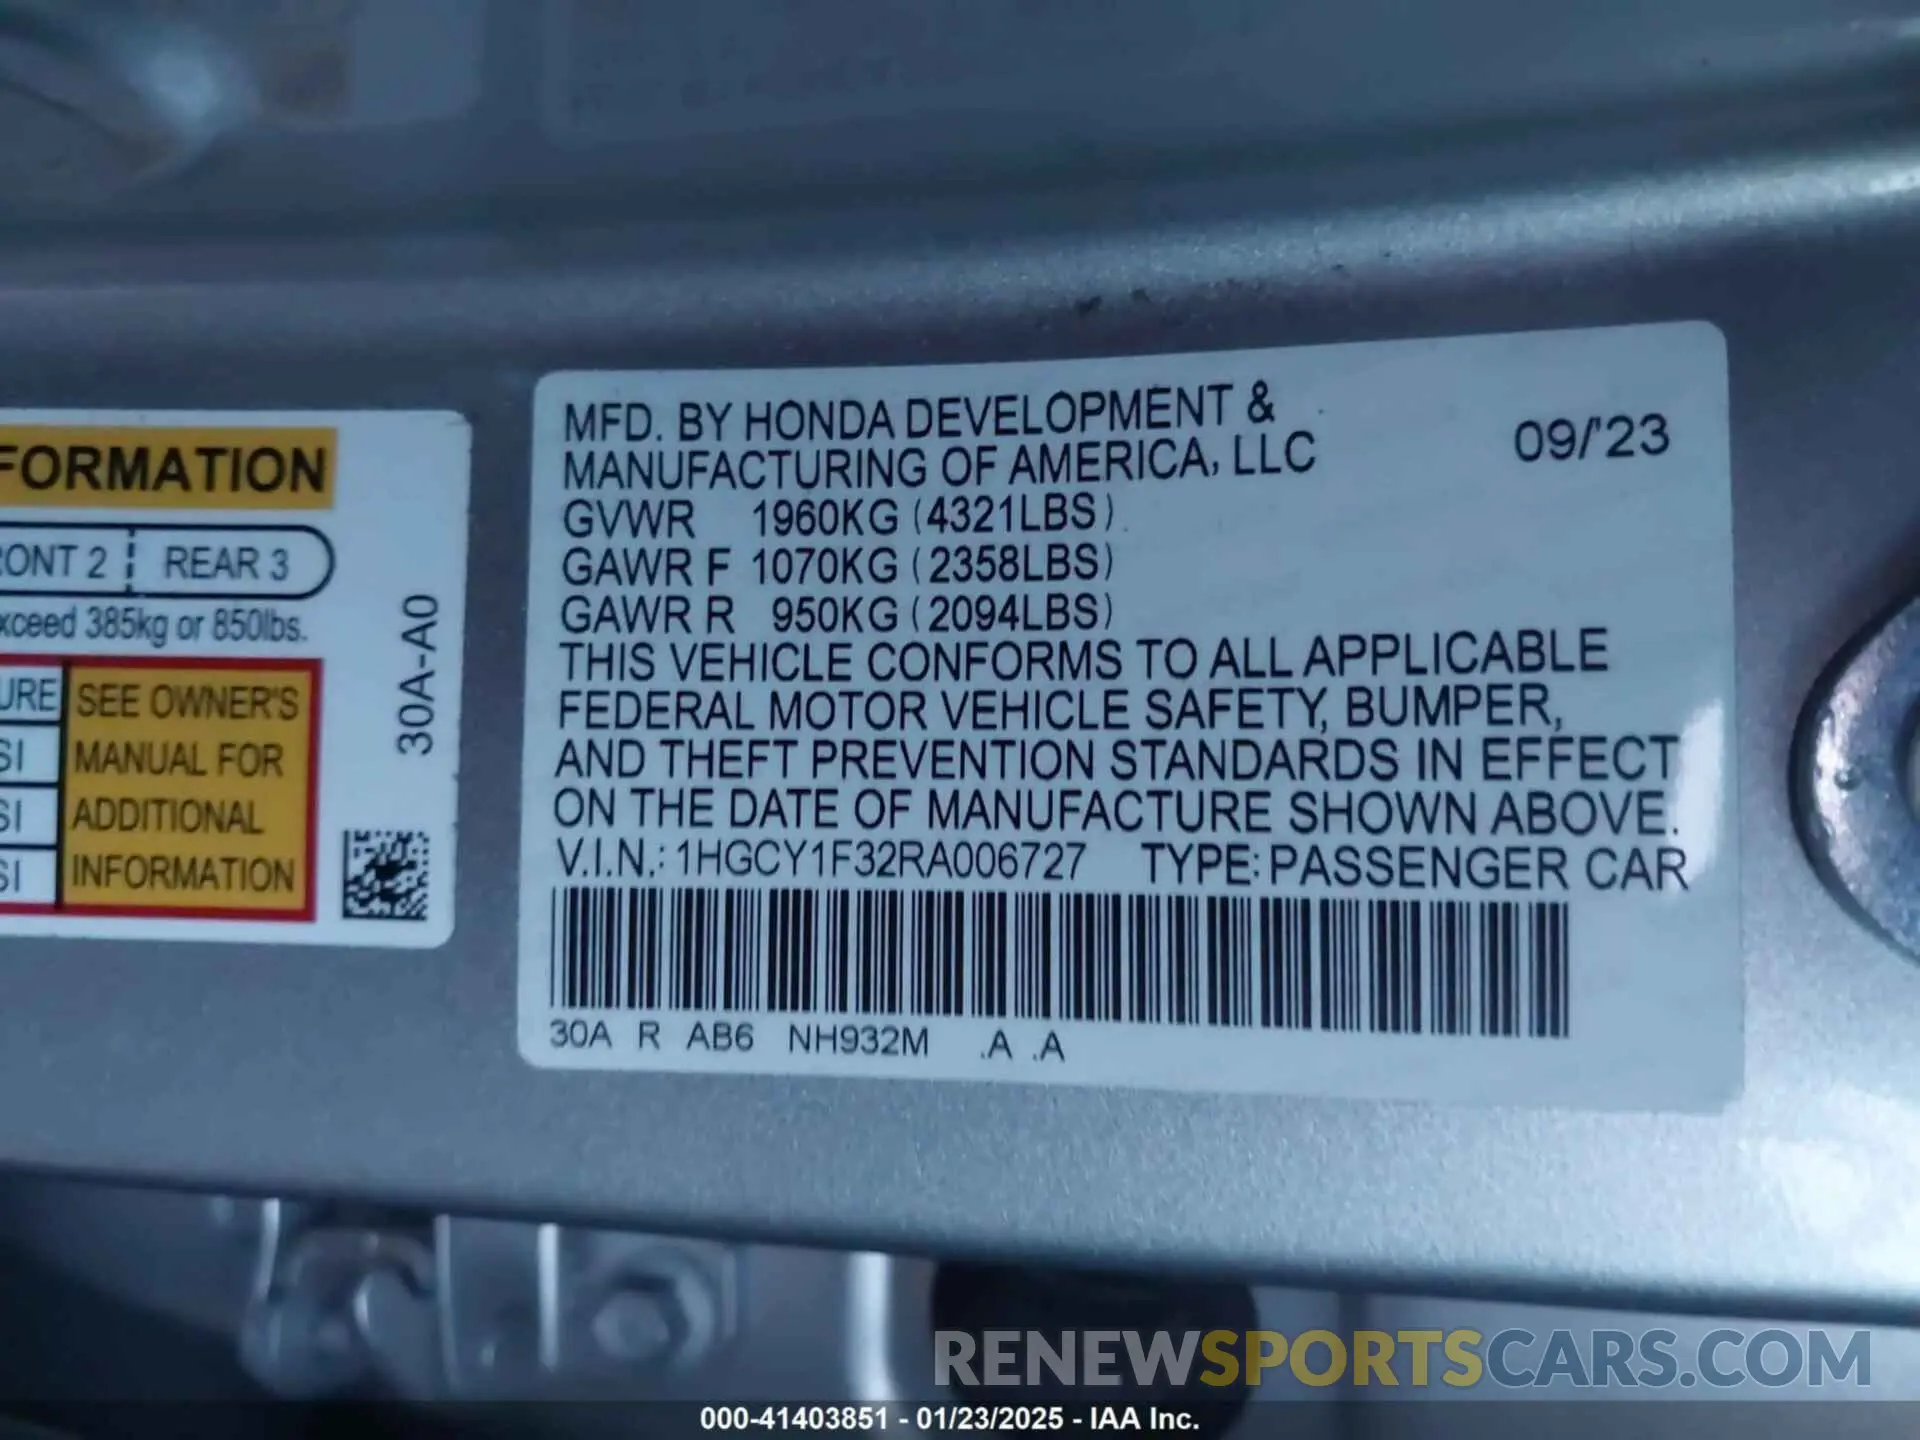 FORMATION
RONT 2 REAR 3
xceed 385kg or 850lbs.
URE SEE OWNER'S
SI MANUAL FOR
SI ADDITIONAL
SI INFORMATION
30A-A0
MFD. BY HONDA DEVELOPMENT &
MANUFACTURING OF AMERICA, LLC 09/'23
GVWR 1960KG (4321LBS)
GAWR F 1070KG (2358LBS)
GAWR R 950KG (2094LBS)
THIS VEHICLE CONFORMS TO ALL APPLICABLE
FEDERAL MOTOR VEHICLE SAFETY, BUMPER,
AND THEFT PREVENTION STANDARDS IN EFFECT
ON THE DATE OF MANUFACTURE SHOWN ABOVE.
V.I.N.: 1HGCY1F32RA006727 TYPE: PASSENGER CAR
30A R AB6 NH932M .A .A
RENEWSPORTSCARS.COM
000-41403851 - 01/23/2025 - IAA Inc.